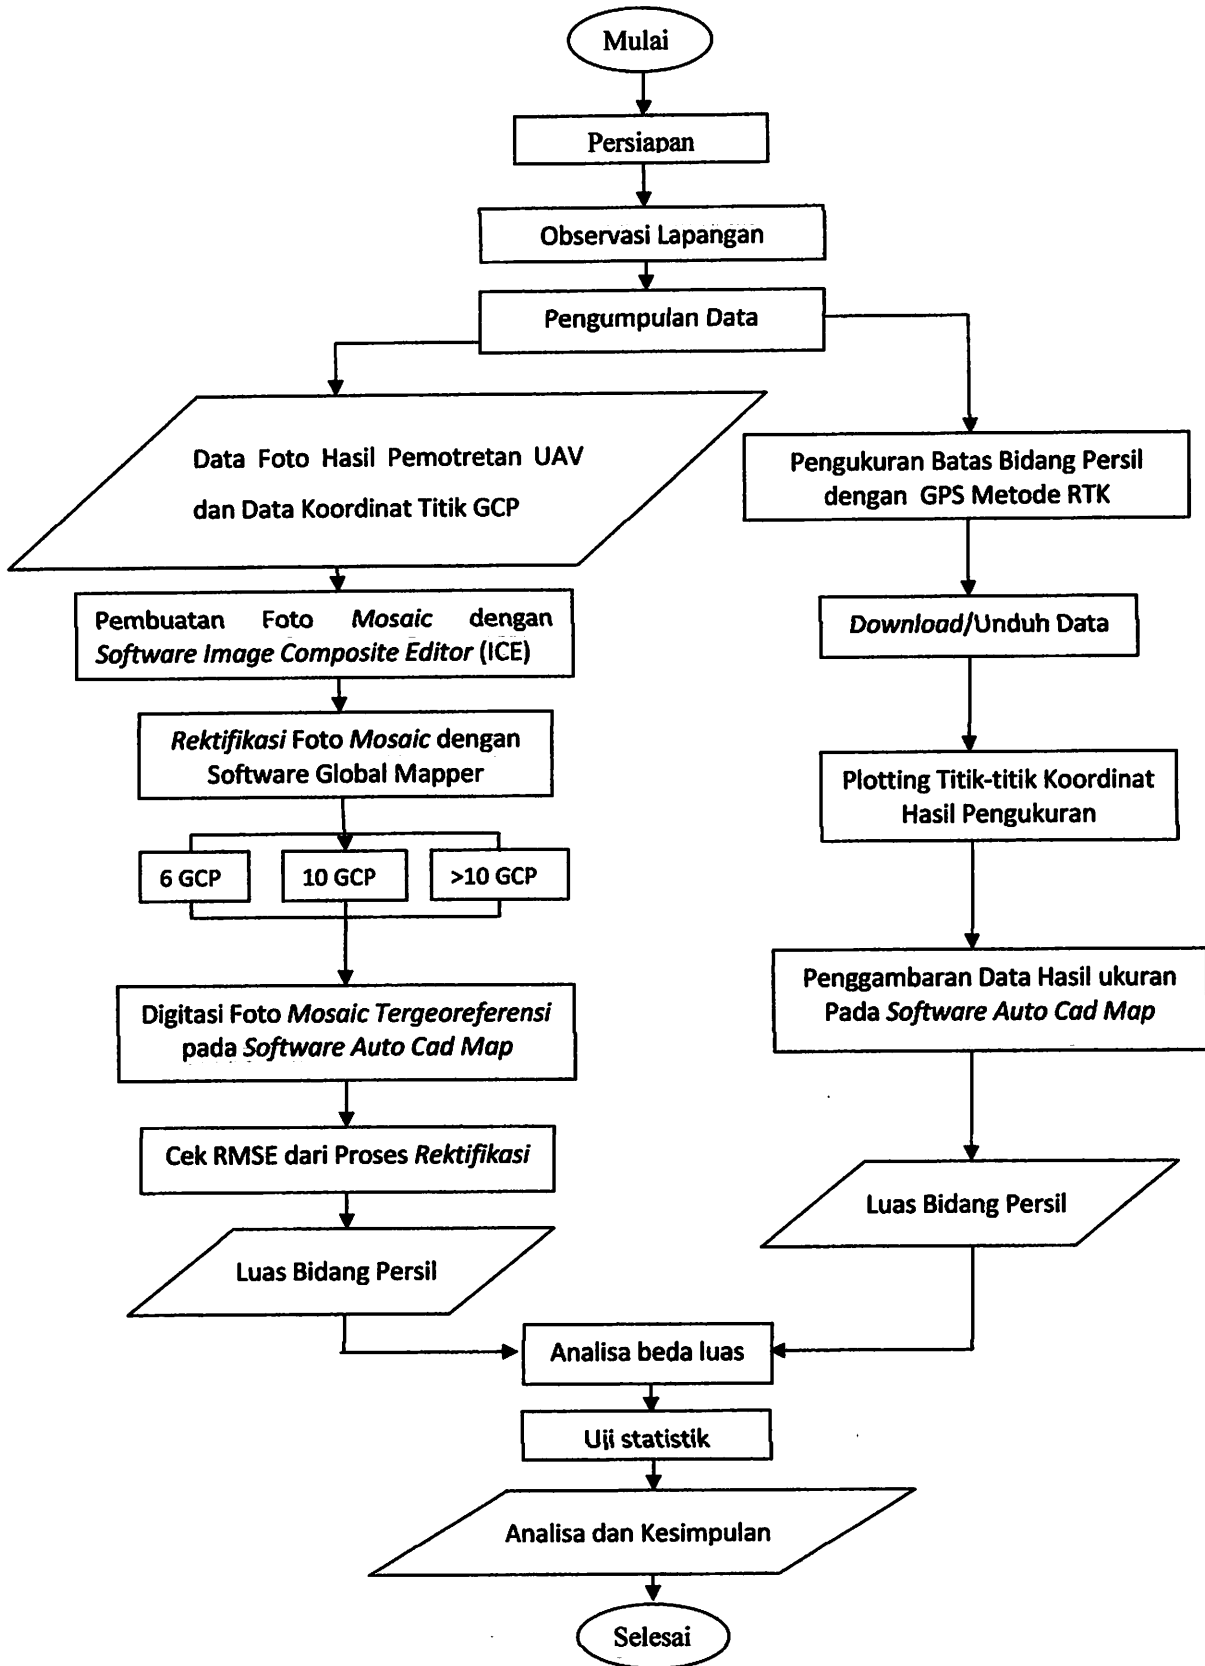 Mulai
Persiapan
Observasi Lapangan
Pengumpulan Data
Data Foto Hasil Pemotretan UAV
dan Data Koordinat Titik GCP
Pengukuran Batas Bidang Persil
dengan GPS Metode RTK
Pembuatan Foto Mosaic dengan
Software Image Composite Editor (ICE)
Download/Unduh Data
Rektifikasi Foto Mosaic dengan
Software Global Mapper
Plotting Titik-titik Koordinat
Hasil Pengukuran
6 GCP
10 GCP
>10 GCP
Digitasi Foto Mosaic Tergeoreferensi
pada Software Auto Cad Map
Penggambaran Data Hasil ukuran
Pada Software Auto Cad Map
Cek RMSE dari Proses Rektifikasi
Luas Bidang Persil
Luas Bidang Persil
Analisa beda luas
Uji statistik
Analisa dan Kesimpulan
Selesai